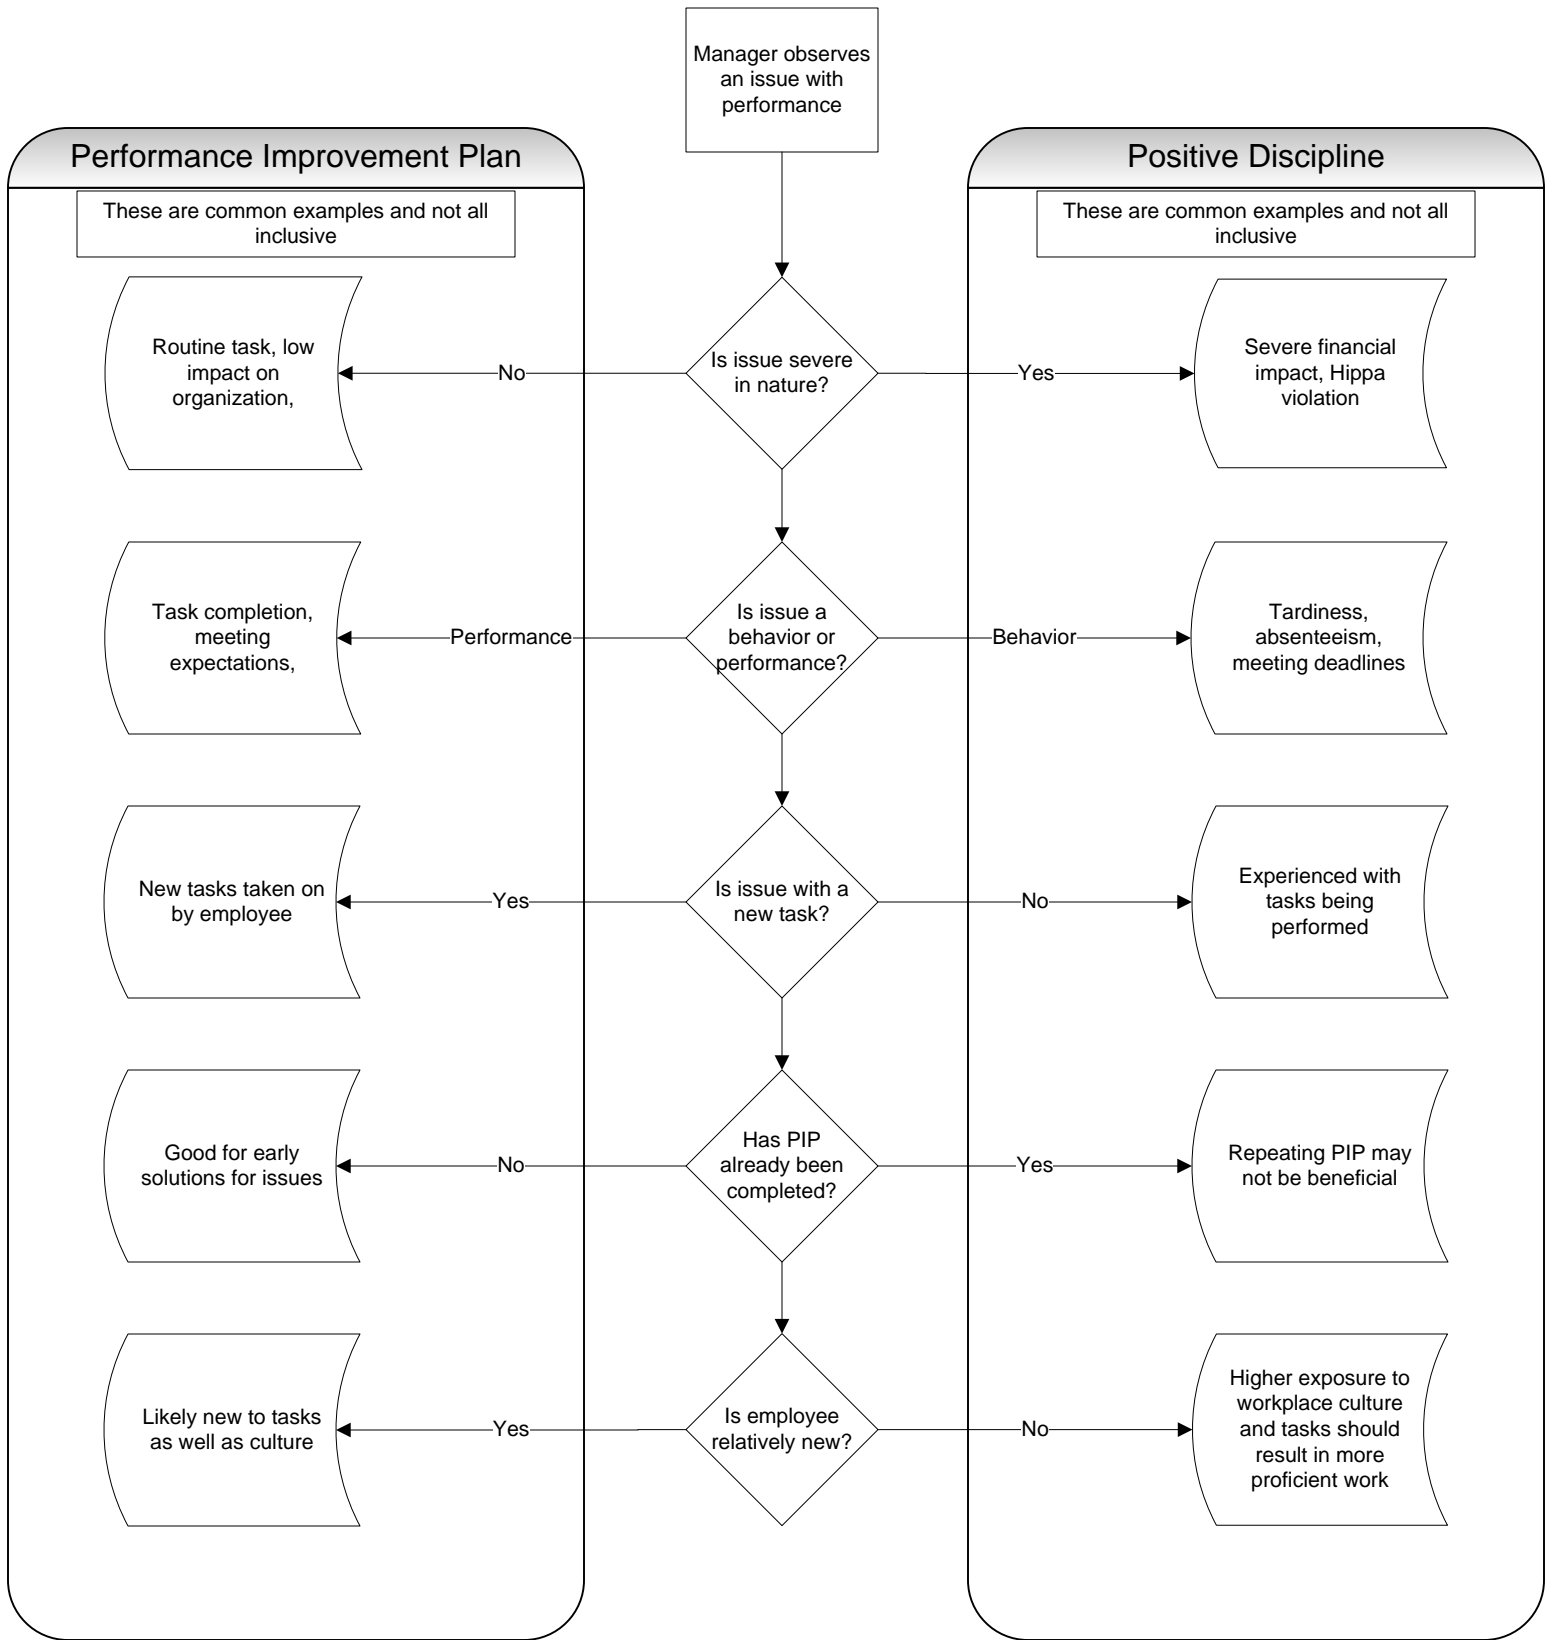 Manager observes
an issue with
performance
Performance Improvement Plan
These are common examples and not all
inclusive
Positive Discipline
These are common examples and not all
inclusive
Routine task, low
impact on
organization,
No
Is issue severe
in nature?
Yes
Severe financial
impact, Hippa
violation
Task completion,
meeting
expectations,
Performance
Is issue a
behavior or
performance?
Behavior
Tardiness,
absenteeism,
meeting deadlines
New tasks taken on
by employee
Yes
Is issue with a
new task?
No
Experienced with
tasks being
performed
Good for early
solutions for issues
No
Has PIP
already been
completed?
Yes
Repeating PIP may
not be beneficial
Likely new to tasks
as well as culture
Yes
Is employee
relatively new?
No
Higher exposure to
workplace culture
and tasks should
result in more
proficient work